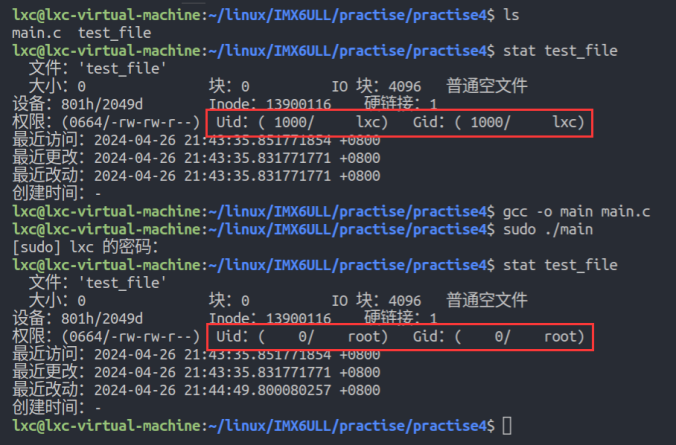 lxc@lxc-virtual-machine:~/linux/IMX6ULL/practise/practise4$ ls
main.c  test_file
lxc@lxc-virtual-machine:~/linux/IMX6ULL/practise/practise4$ stat test_file
  文件：'test_file'
  大小：0         	块：0          IO 块：4096   普通空文件
设备：801h/2049d	Inode：13900116    硬链接：1
权限：(0664/-rw-rw-r--)  Uid：( 1000/     lxc)   Gid：( 1000/     lxc)
最近访问：2024-04-26 21:43:35.851771854 +0800
最近更改：2024-04-26 21:43:35.831771771 +0800
最近改动：2024-04-26 21:43:35.831771771 +0800
创建时间：-
lxc@lxc-virtual-machine:~/linux/IMX6ULL/practise/practise4$ gcc -o main main.c
lxc@lxc-virtual-machine:~/linux/IMX6ULL/practise/practise4$ sudo ./main
[sudo] lxc 的密码：
lxc@lxc-virtual-machine:~/linux/IMX6ULL/practise/practise4$ stat test_file
  文件：'test_file'
  大小：0         	块：0          IO 块：4096   普通空文件
设备：801h/2049d	Inode：13900116    硬链接：1
权限：(0664/-rw-rw-r--)  Uid：(    0/    root)   Gid：(    0/    root)
最近访问：2024-04-26 21:43:35.851771854 +0800
最近更改：2024-04-26 21:43:35.831771771 +0800
最近改动：2024-04-26 21:44:49.800080257 +0800
创建时间：-
lxc@lxc-virtual-machine:~/linux/IMX6ULL/practise/practise4$